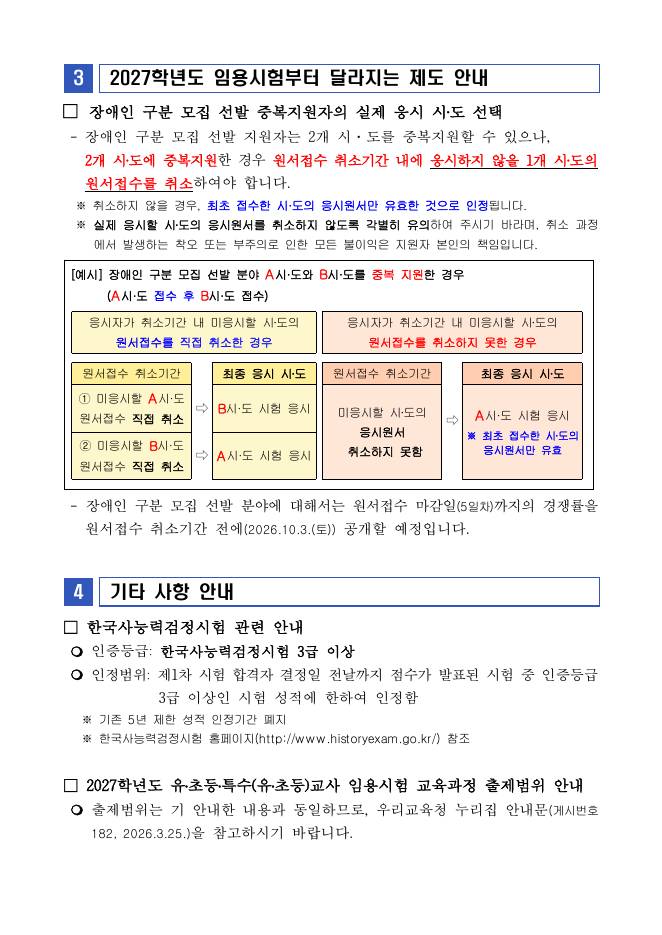 3 2027학년도 임용시험부터 달라지는 제도 안내
□ 장애인 구분 모집 선발 중복지원자의 실제 응시 시·도 선택
- 장애인 구분 모집 선발 지원자는 2개 시·도를 중복지원할 수 있으나,
2개 시·도에 중복지원한 경우 원서접수 취소기간 내에 응시하지 않을 1개 시·도의
원서접수를 취소하여야 합니다.
※ 취소하지 않을 경우, 최초 접수한 시·도의 응시원서만 유효한 것으로 인정됩니다.
※ 실제 응시할 시·도의 응시원서를 취소하지 않도록 각별히 유의하여 주시기 바라며, 취소 과정
에서 발생하는 착오 또는 부주의로 인한 모든 불이익은 지원자 본인의 책임입니다.
[예시] 장애인 구분 모집 선발 분야 A시·도와 B시·도를 중복 지원한 경우
(A시·도 접수 후 B시·도 접수)
응시자가 취소기간 내 미응시할 시·도의
원서접수를 직접 취소한 경우
응시자가 취소기간 내 미응시할 시·도의
원서접수를 취소하지 못한 경우
원서접수 취소기간
① 미응시할 A시·도
원서접수 직접 취소
② 미응시할 B시·도
원서접수 직접 취소
⇨
⇨
최종 응시 시·도
B시·도 시험 응시
A시·도 시험 응시
원서접수 취소기간
미응시할 시·도의
응시원서
취소하지 못함
⇨
최종 응시 시·도
A시·도 시험 응시
※ 최초 접수한 시·도의
응시원서만 유효
- 장애인 구분 모집 선발 분야에 대해서는 원서접수 마감일(5일차)까지의 경쟁률을
원서접수 취소기간 전에(2026.10.3.(토)) 공개할 예정입니다.
4 기타 사항 안내
□ 한국사능력검정시험 관련 안내
○ 인증등급: 한국사능력검정시험 3급 이상
○ 인정범위: 제1차 시험 합격자 결정일 전날까지 점수가 발표된 시험 중 인증등급
3급 이상인 시험 성적에 한하여 인정함
※ 기존 5년 제한 성적 인정기간 폐지
※ 한국사능력검정시험 홈페이지(http://www.historyexam.go.kr/) 참조
□ 2027학년도 유·초등·특수(유·초등)교사 임용시험 교육과정 출제범위 안내
○ 출제범위는 기 안내한 내용과 동일하므로, 우리교육청 누리집 안내문(게시번호
182, 2026.3.25.)을 참고하시기 바랍니다.